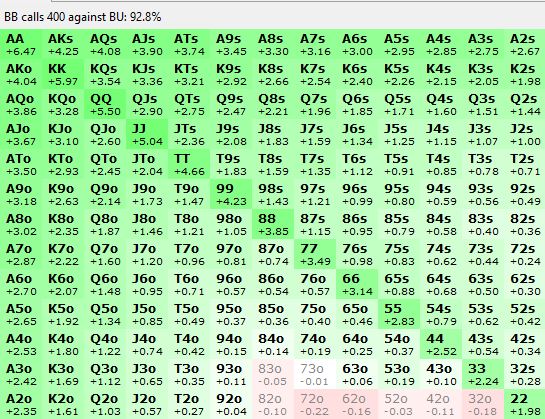 BB calls 400 against BU: 92.8%
AA AKs AQs AJs ATs A9s A8s A7s A6s A5s A4s A3s A2s
+6.47 +4.25 +4.08 +3.90 +3.74 +3.45 +3.30 +3.16 +3.00 +2.95 +2.85 +2.75 +2.67
AKo KK KQs KJs KTs K9s K8s K7s K6s K5s K4s K3s K2s
+4.04 +5.97 +3.54 +3.36 +3.21 +2.92 +2.66 +2.54 +2.40 +2.26 +2.15 +2.05 +1.98
AQo KQo QQ QJs QTs Q9s Q8s Q7s Q6s Q5s Q4s Q3s Q2s
+3.86 +3.28 +5.50 +2.90 +2.75 +2.47 +2.21 +1.96 +1.85 +1.71 +1.60 +1.51 +1.44
AJo KJo QJo JJ JTs J9s J8s J7s J6s J5s J4s J3s J2s
+3.67 +3.10 +2.60 +5.04 +2.36 +2.08 +1.83 +1.59 +1.34 +1.25 +1.15 +1.07 +1.00
ATo KTo QTo JTo TT T9s T8s T7s T6s T5s T4s T3s T2s
+3.50 +2.93 +2.45 +2.04 +4.66 +1.83 +1.59 +1.35 +1.12 +0.91 +0.85 +0.78 +0.71
A9o K9o Q9o J9o T9o 99 98s 97s 96s 95s 94s 93s 92s
+3.18 +2.63 +2.14 +1.73 +1.47 +4.23 +1.43 +1.21 +0.99 +0.80 +0.59 +0.56 +0.49
A8o K8o Q8o J8o T8o 98o 88 87s 86s 85s 84s 83s 82s
+3.02 +2.35 +1.87 +1.46 +1.21 +1.05 +3.85 +1.15 +0.95 +0.79 +0.58 +0.40 +0.36
A7o K7o Q7o J7o T7o 97o 87o 77 76s 75s 74s 73s 72s
+2.87 +2.22 +1.60 +1.20 +0.96 +0.81 +0.74 +3.49 +0.98 +0.83 +0.62 +0.44 +0.24
A6o K6o Q6o J6o T6o 96o 86o 76o 66 65s 64s 63s 62s
+2.70 +2.07 +1.48 +0.95 +0.71 +0.57 +0.54 +0.57 +3.14 +0.88 +0.68 +0.50 +0.30
A5o K5o Q5o J5o T5o 95o 85o 75o 65o 55 54s 53s 52s
+2.65 +1.92 +1.34 +0.85 +0.49 +0.37 +0.36 +0.40 +0.46 +2.83 +0.79 +0.62 +0.42
A4o K4o Q4o J4o T4o 94o 84o 74o 64o 54o 44 43s 42s
+2.53 +1.80 +1.22 +0.74 +0.42 +0.15 +0.14 +0.19 +0.25 +0.37 +2.52 +0.54 +0.34
A3o K3o Q3o J3o T3o 93o 83o 73o 63o 53o 43o 33 32s
+2.42 +1.69 +1.12 +0.65 +0.35 +0.11 -0.05 -0.01 +0.06 +0.19 +0.10 +2.24 +0.28
A2o K2o Q2o J2o T2o 92o 82o 72o 62o 52o 42o 32o 22
+2.35 +1.61 +1.03 +0.57 +0.27 +0.04 -0.10 -0.22 -0.16 -0.03 -0.11 -0.18 +1.98